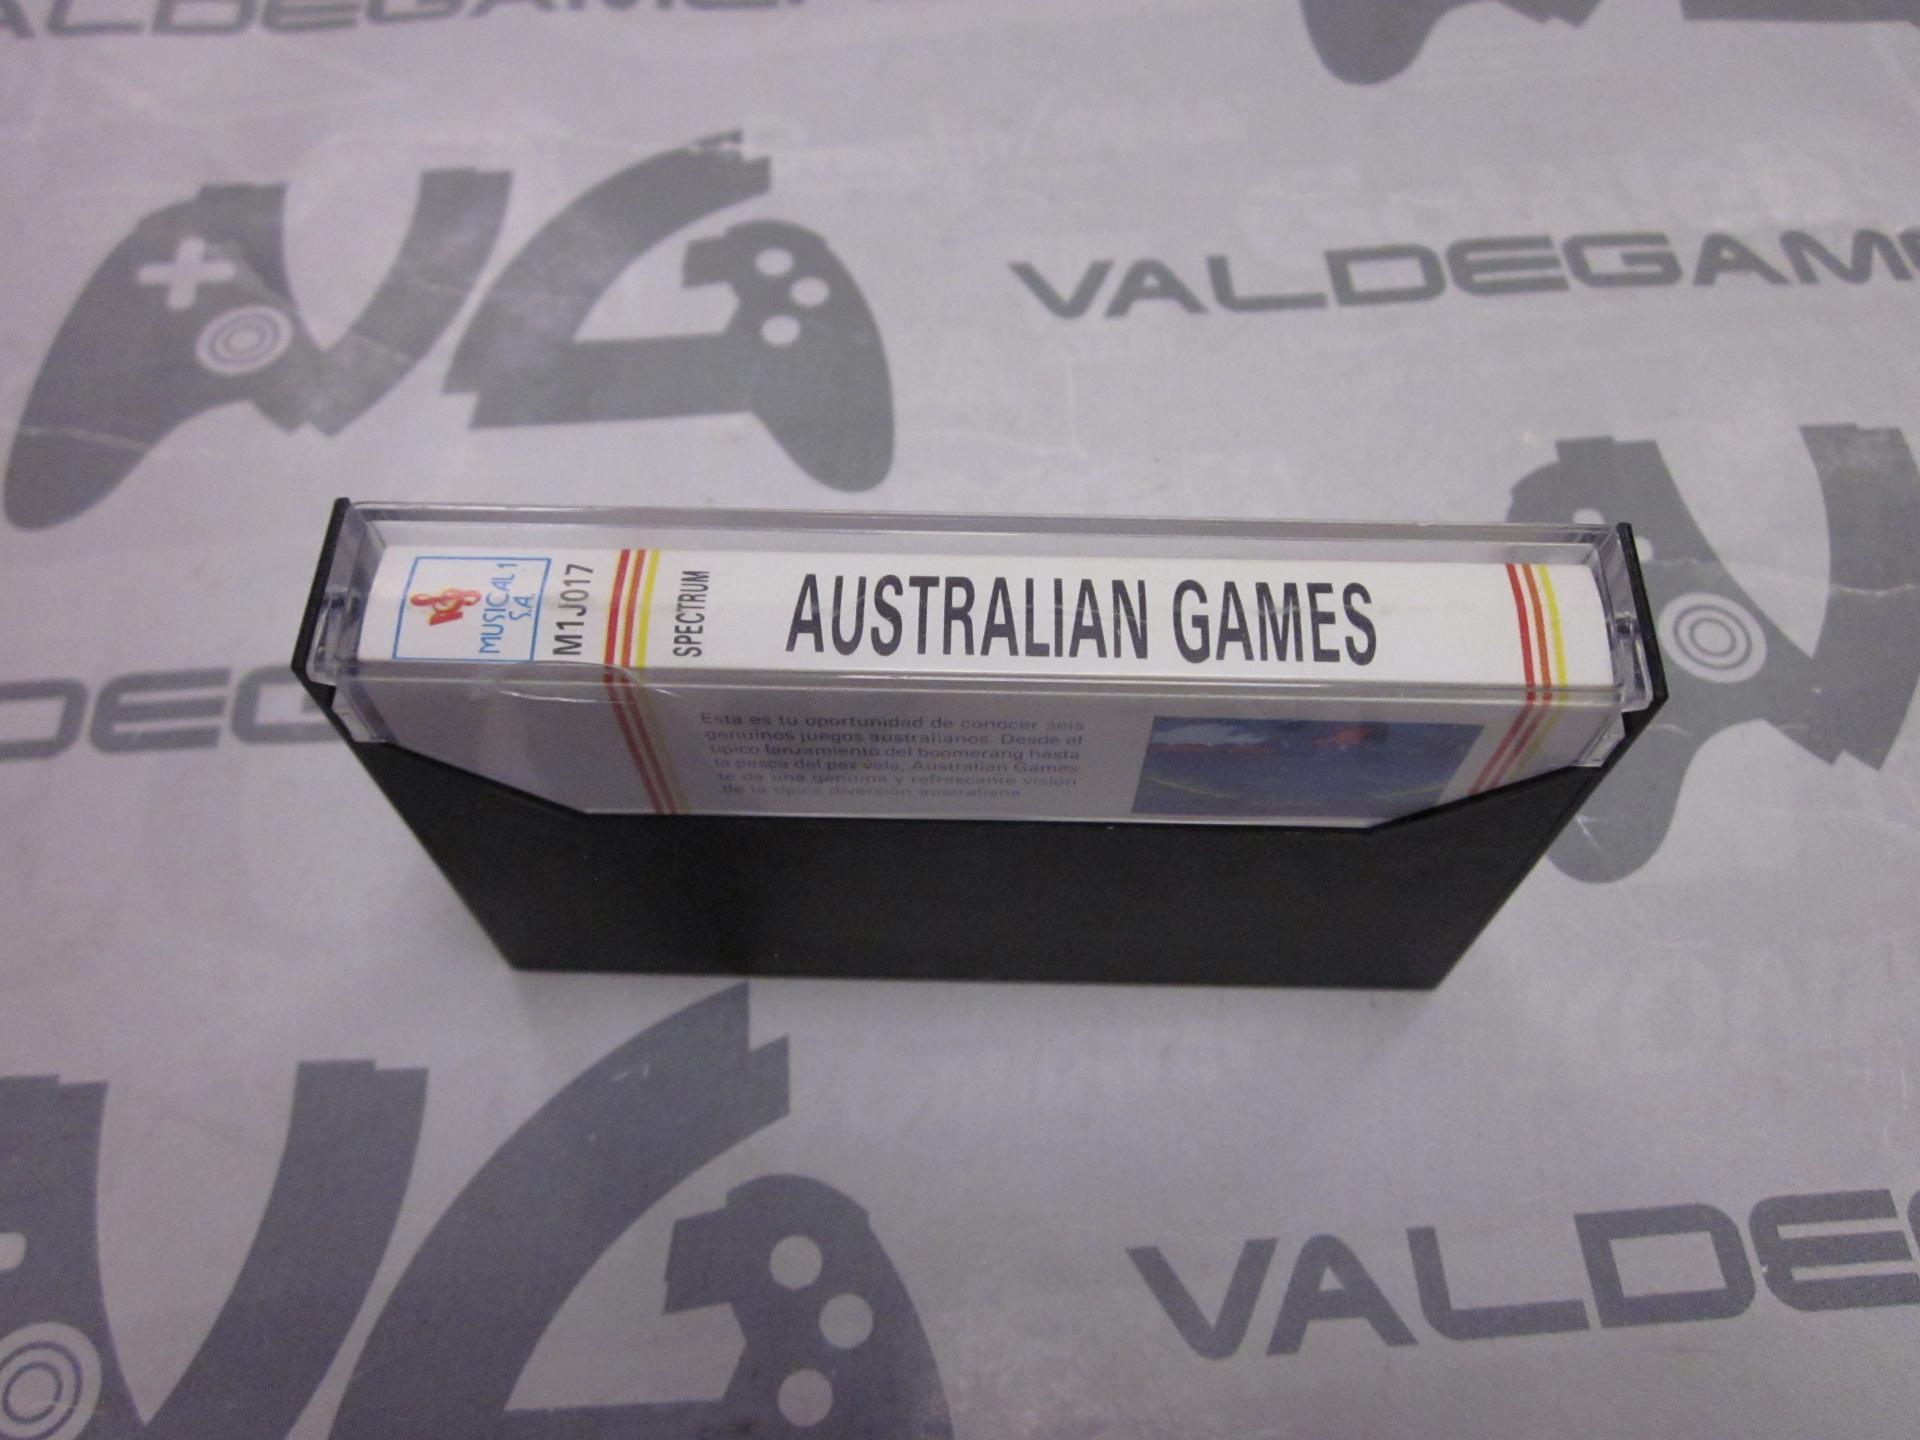 VALDEGAME
VALDEGAM
MUSICAL 1
S.A.
M1J017
SPECTRUM
AUSTRALIAN GAMES
Esta es tu oportunidad de conocer seis
genuinos juegos australianos. Desde el
típico lanzamiento del boomerang hasta
la pesca del pez vela, Australian Games
te da una genuina y refrescante visión
de la típica diversión australiana.
VALDEG
VALDEG